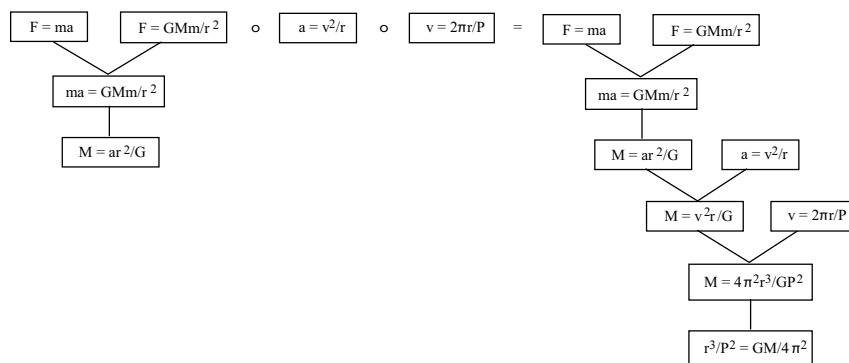 F = ma F = GMm/r² o a = v²/r o v = 2πr/P = F = ma F = GMm/r²
ma = GMm/r² ma = GMm/r²
M = ar²/G M = ar²/G a = v²/r
M = v²r/G v = 2πr/P
M = 4π²r³/GP²
r³/P² = GM/4π²